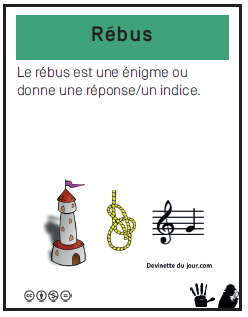 Rébus
Le rébus est une énigme ou
donne une réponse/un indice.
Devinette du jour.com